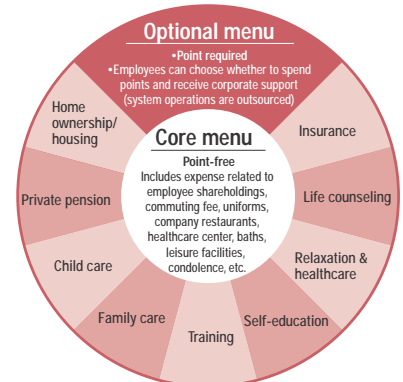 Optional menu
•Point required
•Employees can choose whether to spend
points and receive corporate support
(system operations are outsourced)
Home
ownership/
housing
Insurance
Core menu
Point-free
Includes expense related to
employee shareholdings,
commuting fee, uniforms,
company restaurants,
healthcare center, baths,
leisure facilities,
condolence, etc.
Private pension
Life counseling
Child care
Relaxation &
healthcare
Family care
Self-education
Training